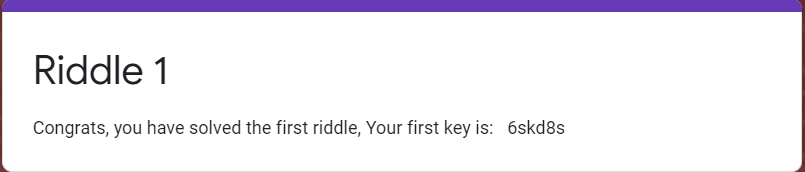 Riddle 1
Congrats, you have solved the first riddle, Your first key is: 6skd8s